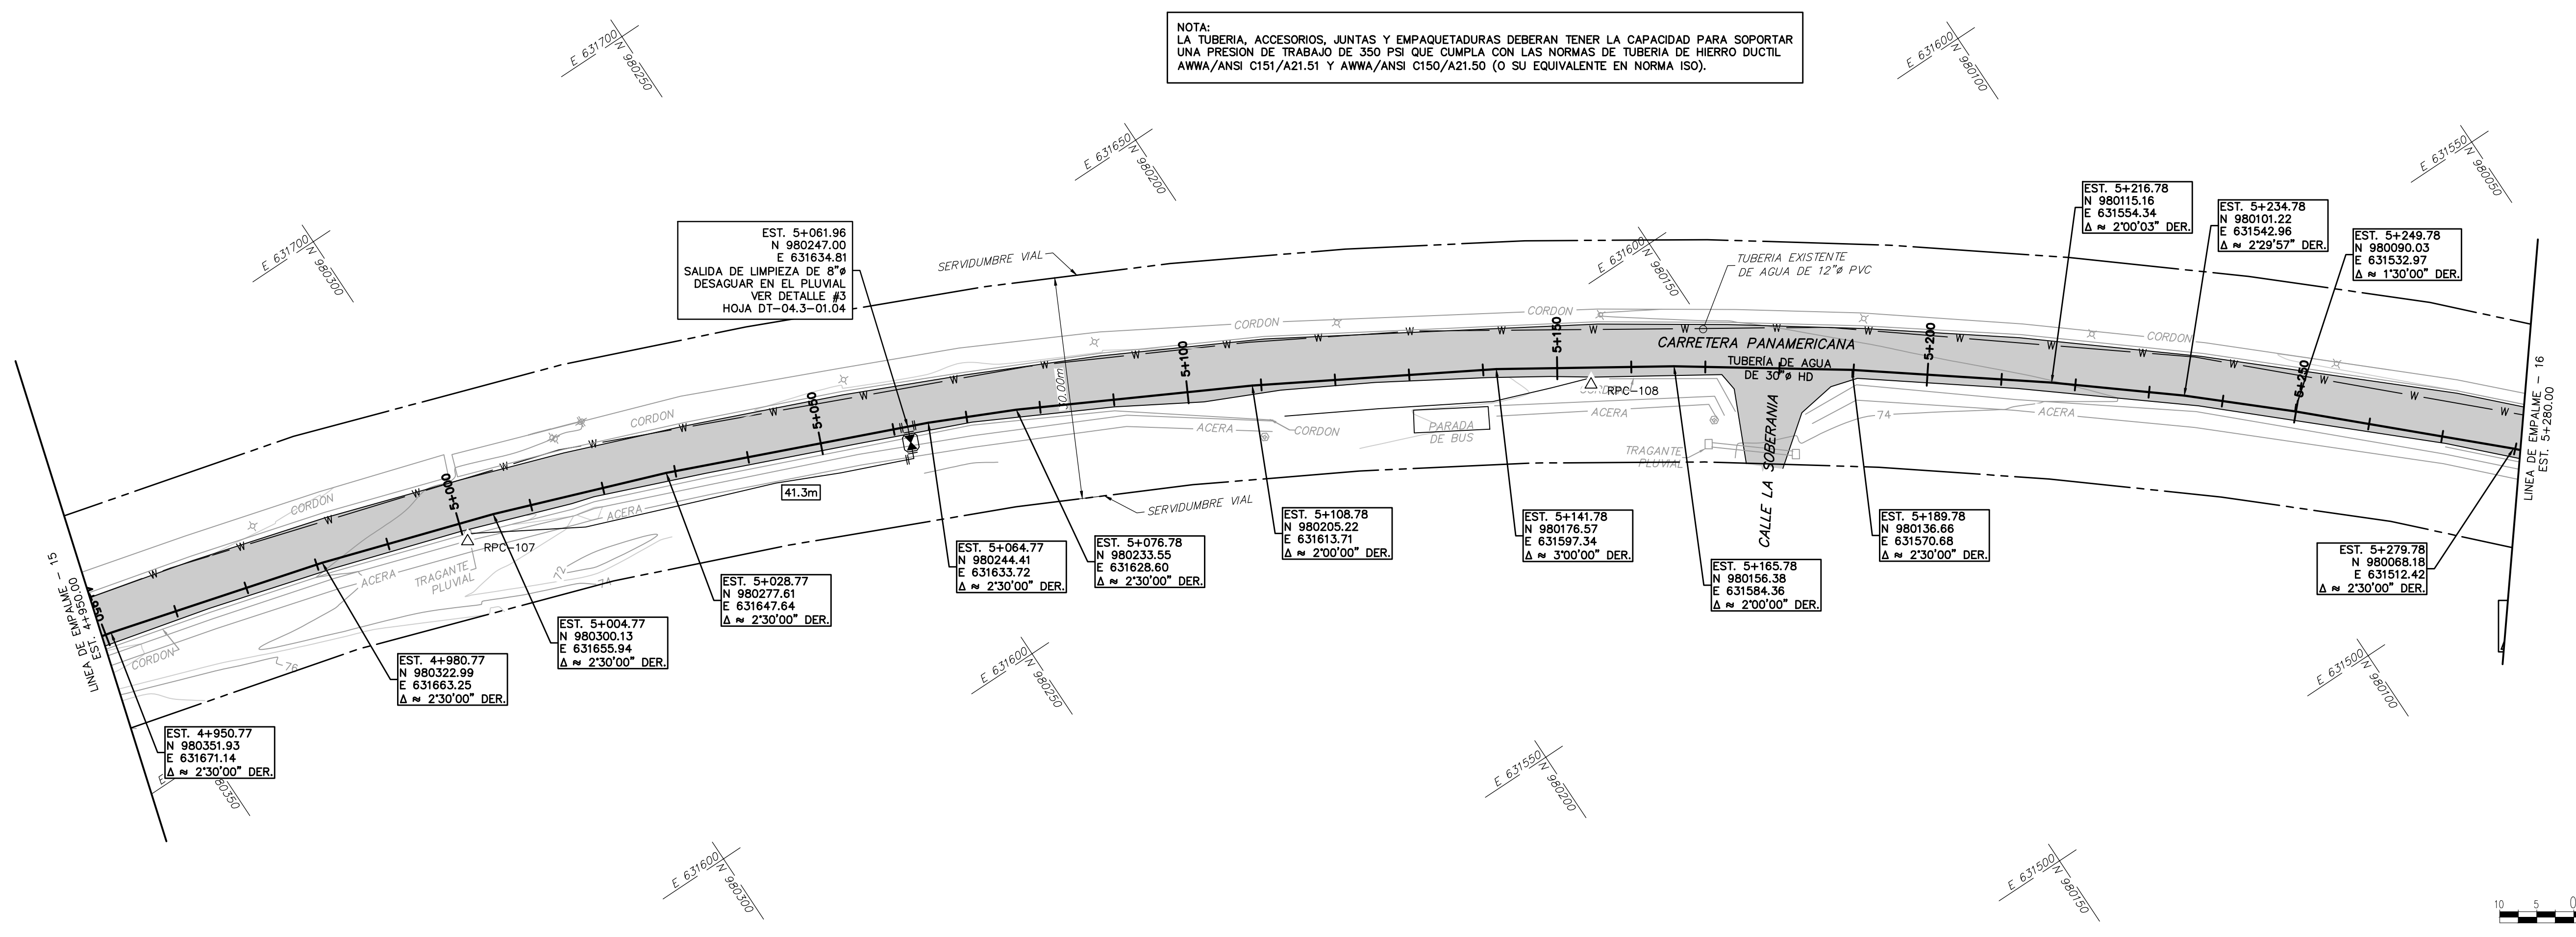 NOTA:
LA TUBERIA, ACCESORIOS, JUNTAS Y EMPAQUETADURAS DEBERAN TENER LA CAPACIDAD PARA SOPORTAR
UNA PRESION DE TRABAJO DE 350 PSI QUE CUMPLA CON LAS NORMAS DE TUBERIA DE HIERRO DUCTIL
AWWA/ANSI C151/A21.51 Y AWWA/ANSI C150/A21.50 (O SU EQUIVALENTE EN NORMA ISO).
E 631700
N 980250
E 631600
N 980100
E 631650
N 980200
E 631550
N 980050
E 631700
N 980300
E 631600
N 980150
EST. 5+061.96
N 980247.00
E 631634.81
SALIDA DE LIMPIEZA DE 8"ø
DESAGUAR EN EL PLUVIAL
VER DETALLE #3
HOJA DT-04.3-01.04
SERVIDUMBRE VIAL
TUBERIA EXISTENTE
DE AGUA DE 12"ø PVC
EST. 5+216.78
N 980115.16
E 631554.34
Δ ≈ 2°00'03" DER.
EST. 5+234.78
N 980101.22
E 631542.96
Δ ≈ 2°29'57" DER.
EST. 5+249.78
N 980090.03
E 631532.97
Δ ≈ 1°30'00" DER.
CORDON
CORDON
CORDON
CORDON
CORDON
CARRETERA PANAMERICANA
TUBERÍA DE AGUA
DE 30"ø HD
5+000
5+050
5+100
5+150
5+200
5+250
RPC-107
RPC-108
CALLE LA SOBERANIA
PARADA
DE BUS
ACERA
ACERA
ACERA
ACERA
ACERA
CORDON
CORDON
TRAGANTE
PLUVIAL
TRAGANTE
PLUVIAL
74
72
74
76
41.3m
SERVIDUMBRE VIAL
LINEA DE EMPALME - 15
EST. 4+950.00
LINEA DE EMPALME - 16
EST. 5+280.00
EST. 4+950.77
N 980351.93
E 631671.14
Δ ≈ 2°30'00" DER.
EST. 4+980.77
N 980322.99
E 631663.25
Δ ≈ 2°30'00" DER.
EST. 5+004.77
N 980300.13
E 631655.94
Δ ≈ 2°30'00" DER.
EST. 5+028.77
N 980277.61
E 631647.64
Δ ≈ 2°30'00" DER.
EST. 5+064.77
N 980244.41
E 631633.72
Δ ≈ 2°30'00" DER.
EST. 5+076.78
N 980233.55
E 631628.60
Δ ≈ 2°30'00" DER.
EST. 5+108.78
N 980205.22
E 631613.71
Δ ≈ 2°00'00" DER.
EST. 5+141.78
N 980176.57
E 631597.34
Δ ≈ 3°00'00" DER.
EST. 5+165.78
N 980156.38
E 631584.36
Δ ≈ 2°00'00" DER.
EST. 5+189.78
N 980136.66
E 631570.68
Δ ≈ 2°30'00" DER.
EST. 5+279.78
N 980068.18
E 631512.42
Δ ≈ 2°30'00" DER.
E 631600
N 980250
E 631500
N 980100
E 631550
N 980200
E 631600
N 980300
E 631500
N 980150
10 5 0